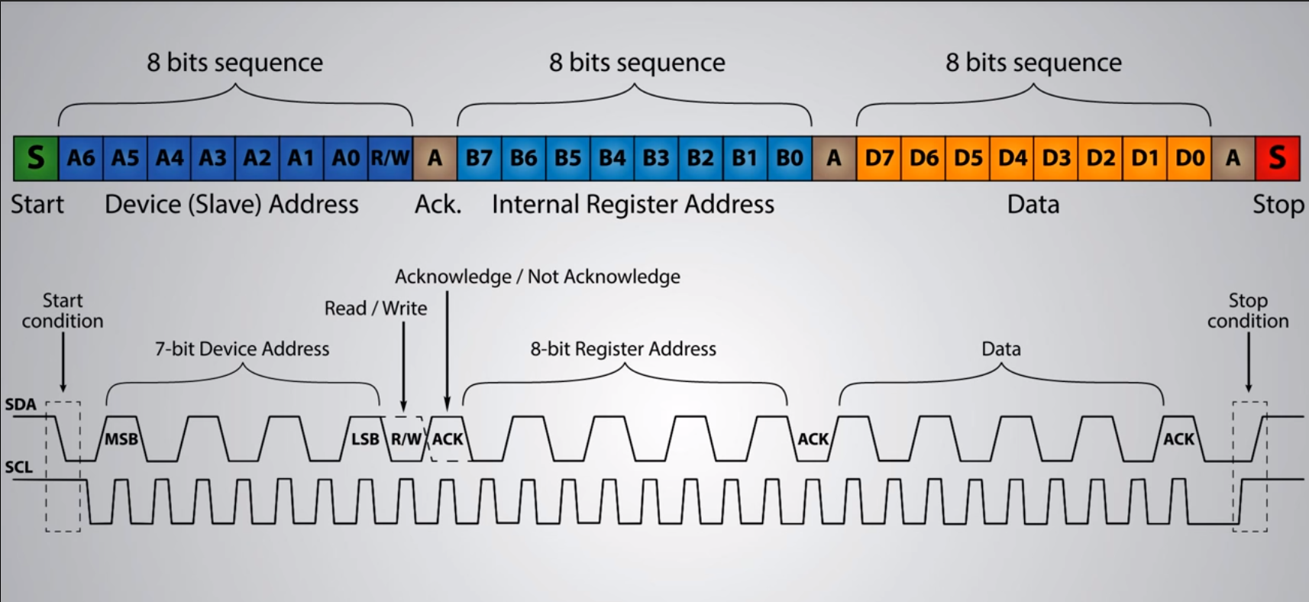 8 bits sequence 8 bits sequence 8 bits sequence
S A6 A5 A4 A3 A2 A1 A0 R/W A B7 B6 B5 B4 B3 B2 B1 B0 A D7 D6 D5 D4 D3 D2 D1 D0 A S
Start Device (Slave) Address Ack. Internal Register Address Data Stop
Acknowledge / Not Acknowledge
Start
condition
Read / Write
Stop
condition
7-bit Device Address 8-bit Register Address Data
SDA
MSB LSB R/W ACK ACK ACK
SCL